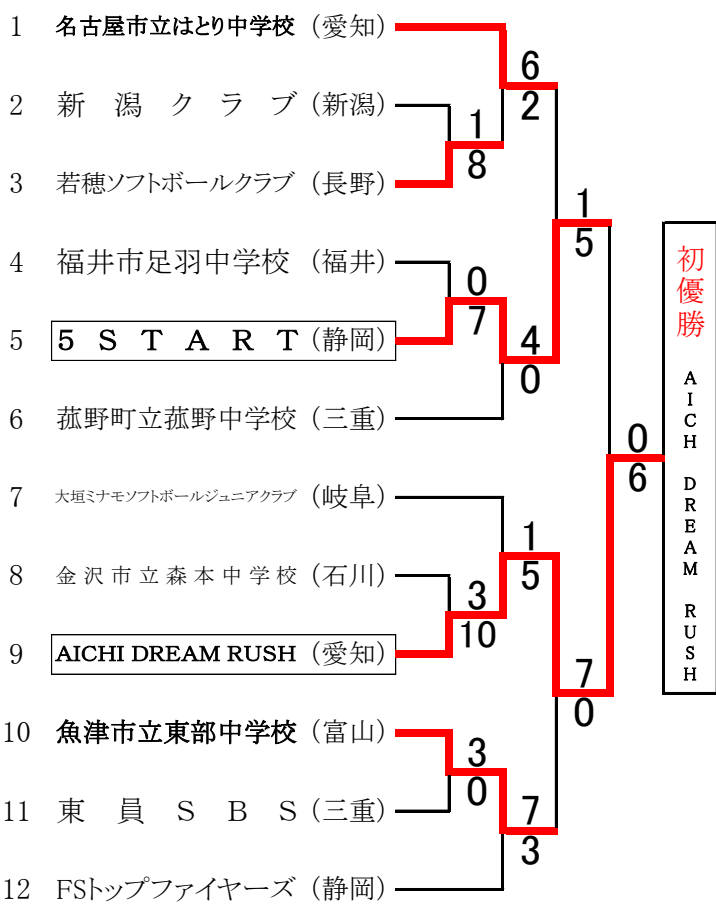 1 名古屋市立はとり中学校 (愛知)
6
2
2 新潟クラブ (新潟)
1
8
3 若穂ソフトボールクラブ (長野)
1
5
4 福井市足羽中学校 (福井)
0
7
5 5START (静岡)
4
0
6 菰野町立菰野中学校 (三重)
0
6
7 大垣ミナモソフトボールジュニアクラブ (岐阜)
1
5
8 金沢市立森本中学校 (石川)
3
10
9 AICHI DREAM RUSH (愛知)
7
0
10 魚津市立東部中学校 (富山)
3
0
11 東員SBS (三重)
7
3
12 FSトップファイヤーズ (静岡)
初優勝
AICH DREAM RUSH